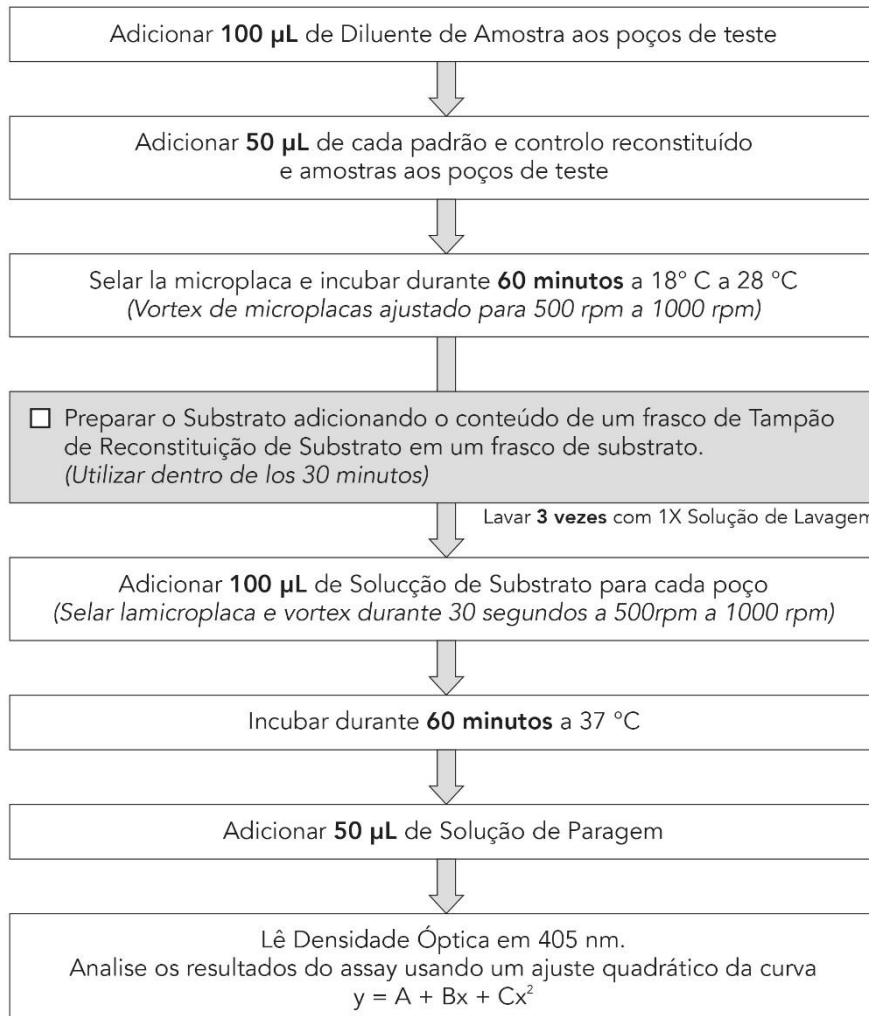 Adicionar 100 µL de Diluente de Amostra aos poços de teste
Adicionar 50 µL de cada padrão e controlo reconstituído
e amostras aos poços de teste
Selar la microplaca e incubar durante 60 minutos a 18° C a 28 °C
(Vortex de microplacas ajustado para 500 rpm a 1000 rpm)
☐ Preparar o Substrato adicionando o conteúdo de um frasco de Tampão
de Reconstituição de Substrato em um frasco de substrato.
(Utilizar dentro de los 30 minutos)
Lavar 3 vezes com 1X Solução de Lavagem
Adicionar 100 µL de Solucção de Substrato para cada poço
(Selar lamicroplaca e vortex durante 30 segundos a 500rpm a 1000 rpm)
Incubar durante 60 minutos a 37 °C
Adicionar 50 µL de Solução de Paragem
Lê Densidade Óptica em 405 nm.
Analise os resultados do assay usando um ajuste quadrático da curva
y = A + Bx + Cx²